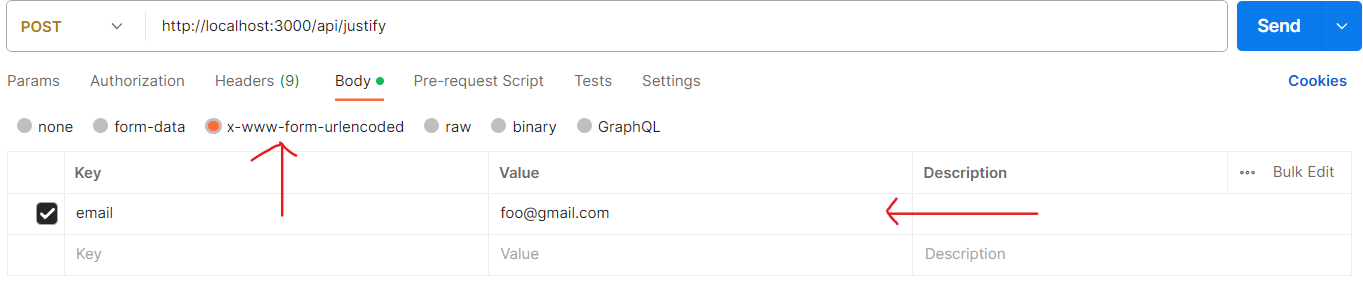 POST http://localhost:3000/api/justify Send
Params Authorization Headers (9) Body Pre-request Script Tests Settings Cookies
none form-data x-www-form-urlencoded raw binary GraphQL
Key Value Description ••• Bulk Edit
email foo@gmail.com
Key Value Description